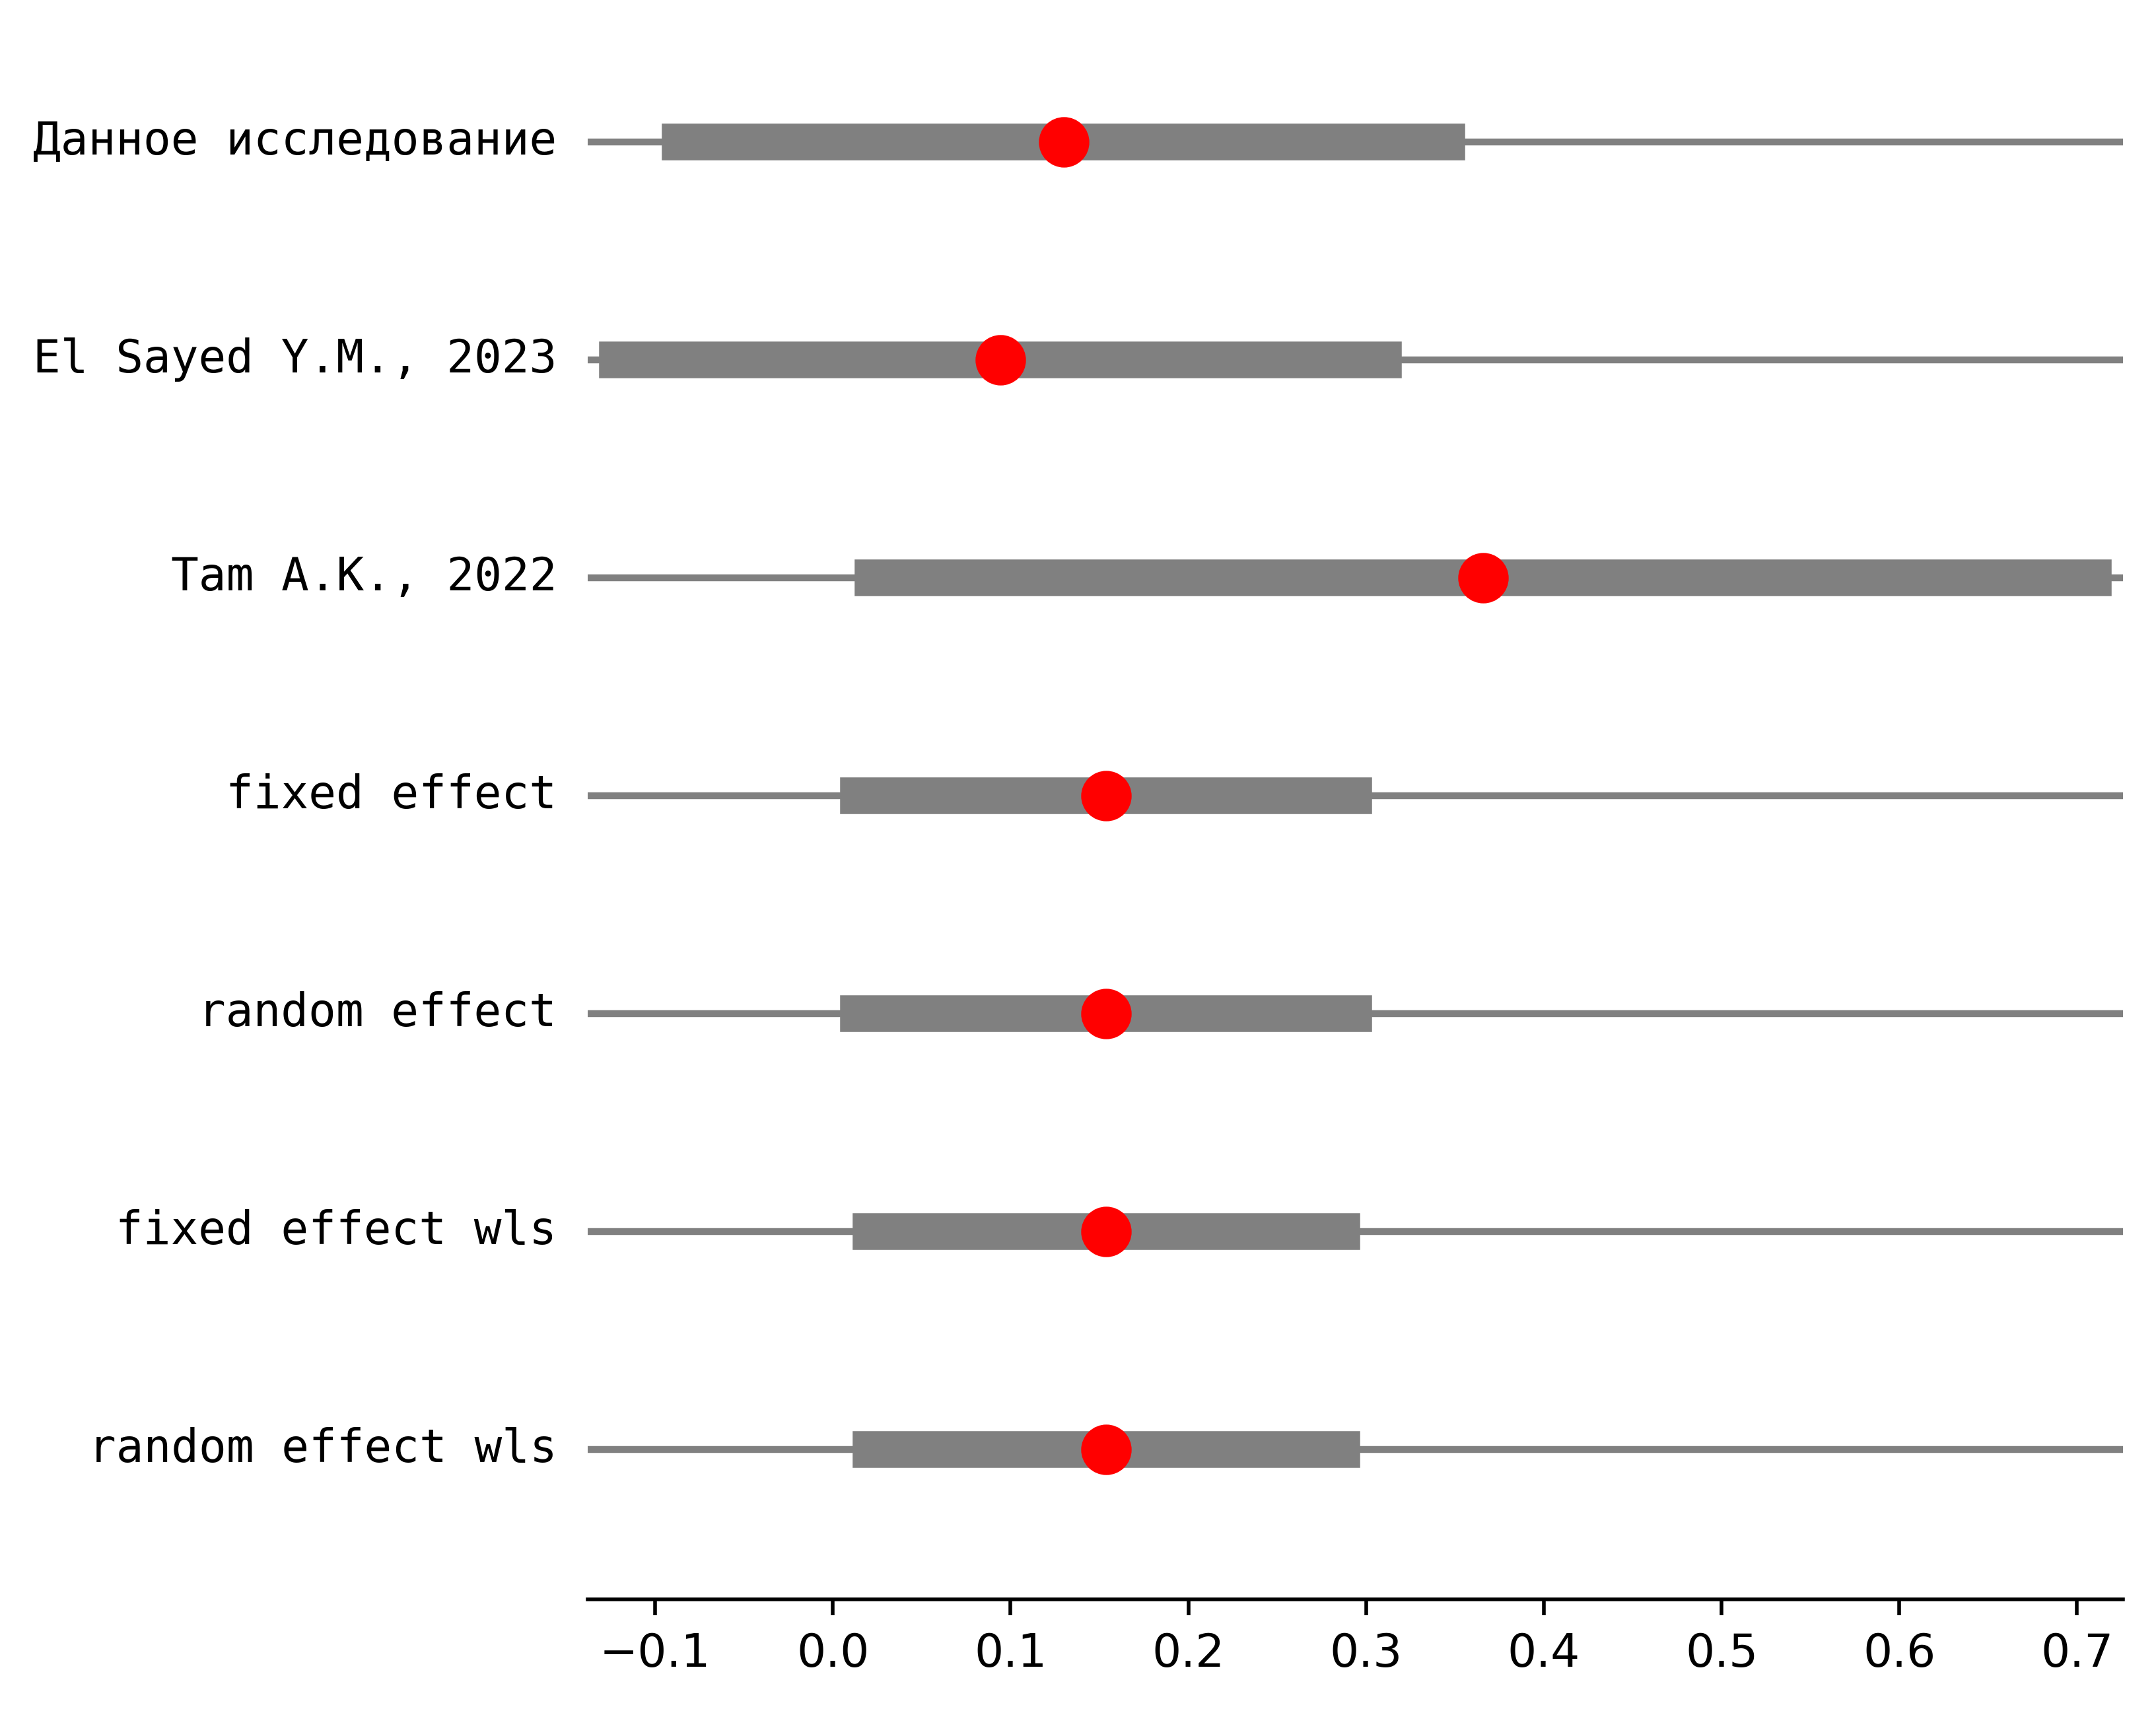 Данное исследование
El Sayed Y.M., 2023
Tam A.K., 2022
fixed effect
random effect
fixed effect wls
random effect wls
−0.1 0.0 0.1 0.2 0.3 0.4 0.5 0.6 0.7